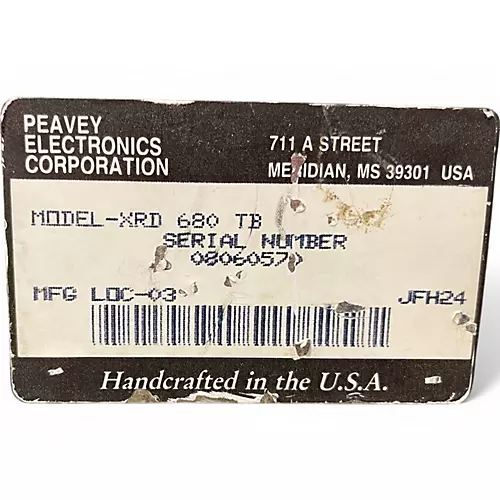 PEAVEY
ELECTRONICS
CORPORATION
711 A STREET
MERIDIAN, MS 39301 USA
MODEL-XRD 680 TB
SERIAL NUMBER
08060570
MFG LOC-03
JFH24
Handcrafted in the U.S.A.